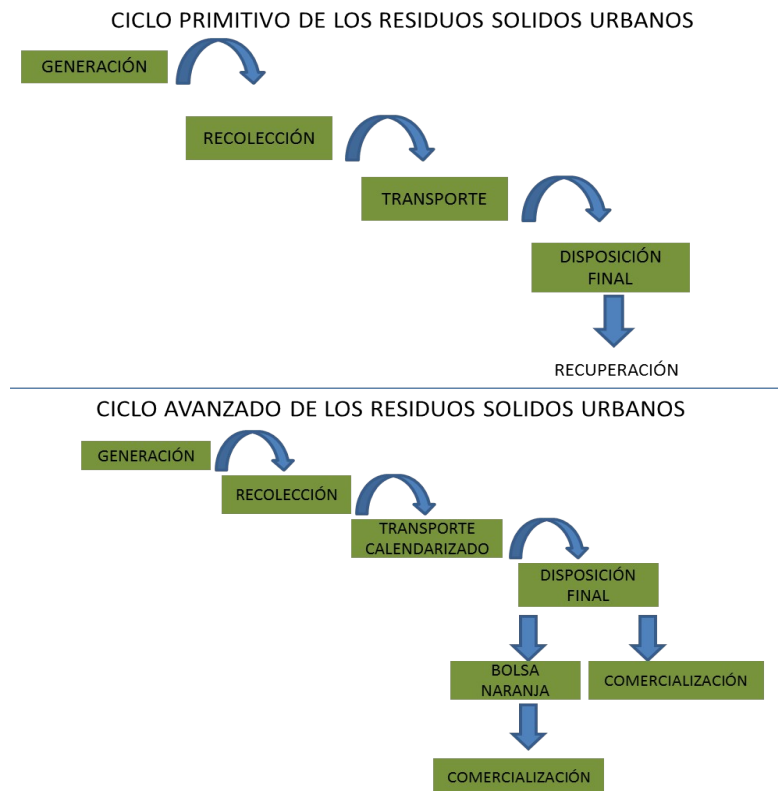 CICLO PRIMITIVO DE LOS RESIDUOS SOLIDOS URBANOS
GENERACIÓN
RECOLECCIÓN
TRANSPORTE
DISPOSICIÓN
FINAL
RECUPERACIÓN
CICLO AVANZADO DE LOS RESIDUOS SOLIDOS URBANOS
GENERACIÓN
RECOLECCIÓN
TRANSPORTE
CALENDARIZADO
DISPOSICIÓN
FINAL
BOLSA
NARANJA
COMERCIALIZACIÓN
COMERCIALIZACIÓN